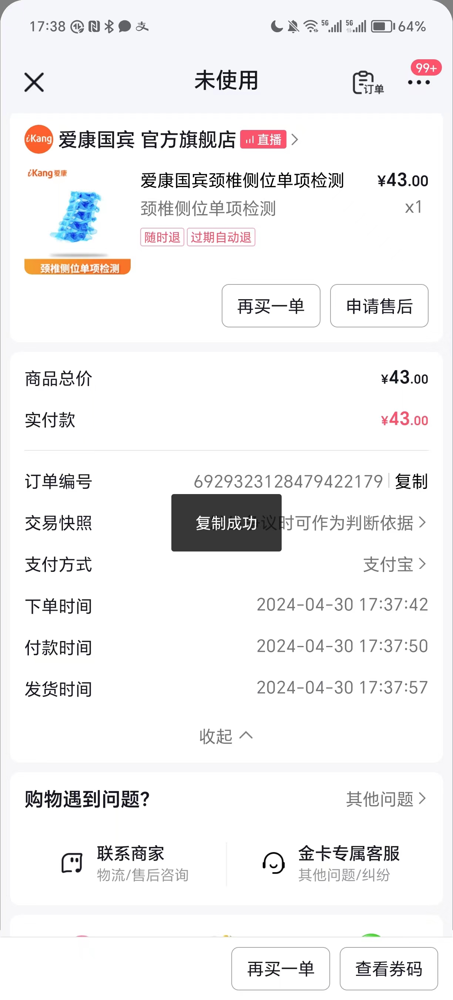 17:38 支 5G 5G 64%
未使用
订单
99+
iKang 爱康国宾 官方旗舰店 直播
iKang爱康
爱康国宾颈椎侧位单项检测 ¥43.00
颈椎侧位单项检测 x1
随时退 过期自动退
颈椎侧位单项检测
再买一单 申请售后
商品总价 ¥43.00
实付款 ¥43.00
订单编号 6929323128479422179 复制
交易快照 议时可作为判断依据
复制成功
支付方式 支付宝
下单时间 2024-04-30 17:37:42
付款时间 2024-04-30 17:37:50
发货时间 2024-04-30 17:37:57
收起
购物遇到问题? 其他问题
联系商家 金卡专属客服
物流/售后咨询 其他问题/纠纷
再买一单 查看券码